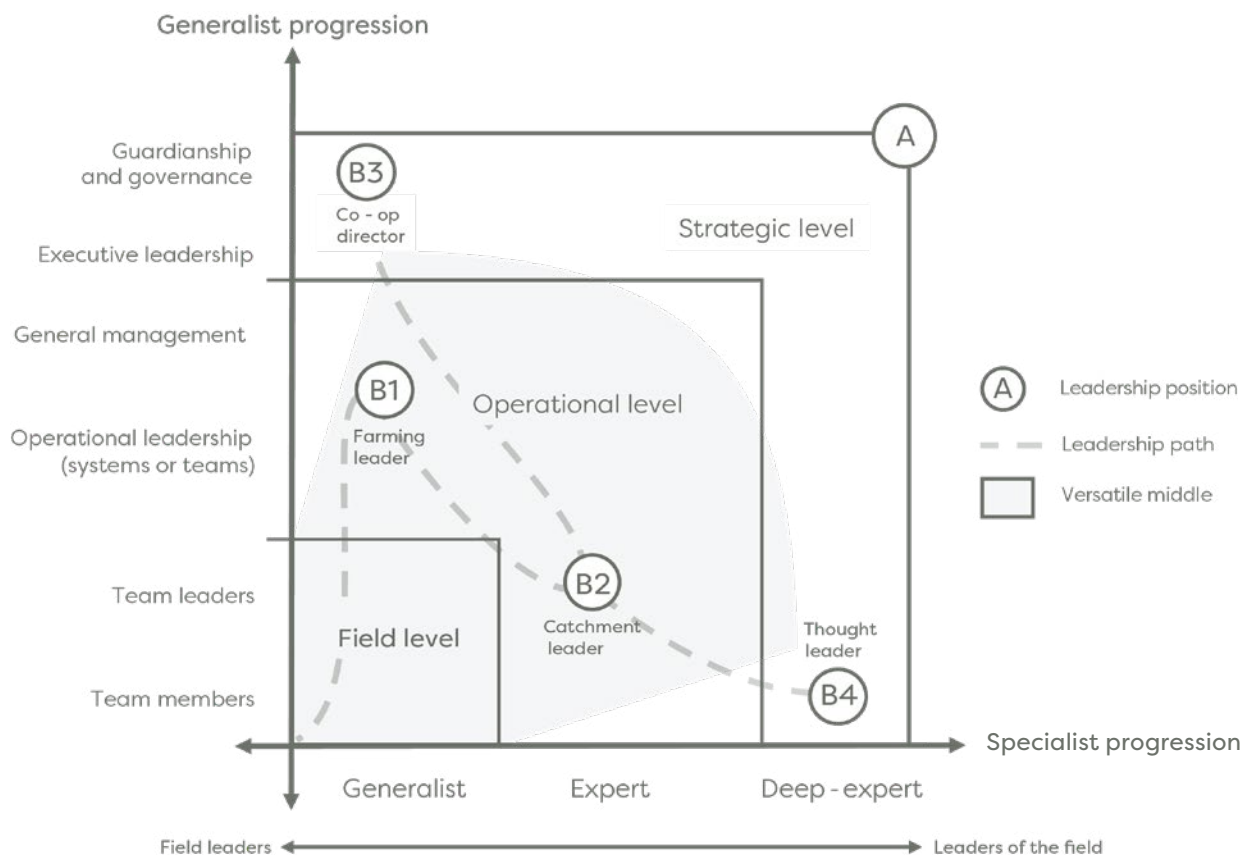 Generalist progression
Guardianship
and governance
Executive leadership
General management
Operational leadership
(systems or teams)
Team leaders
Team members
B3
Co - op
director
A
Strategic level
B1
Farming
leader
Operational level
B2
Catchment
leader
Field level
Thought
leader
B4
A
Leadership position
Leadership path
Versatile middle
Specialist progression
Generalist
Expert
Deep - expert
Field leaders
Leaders of the field